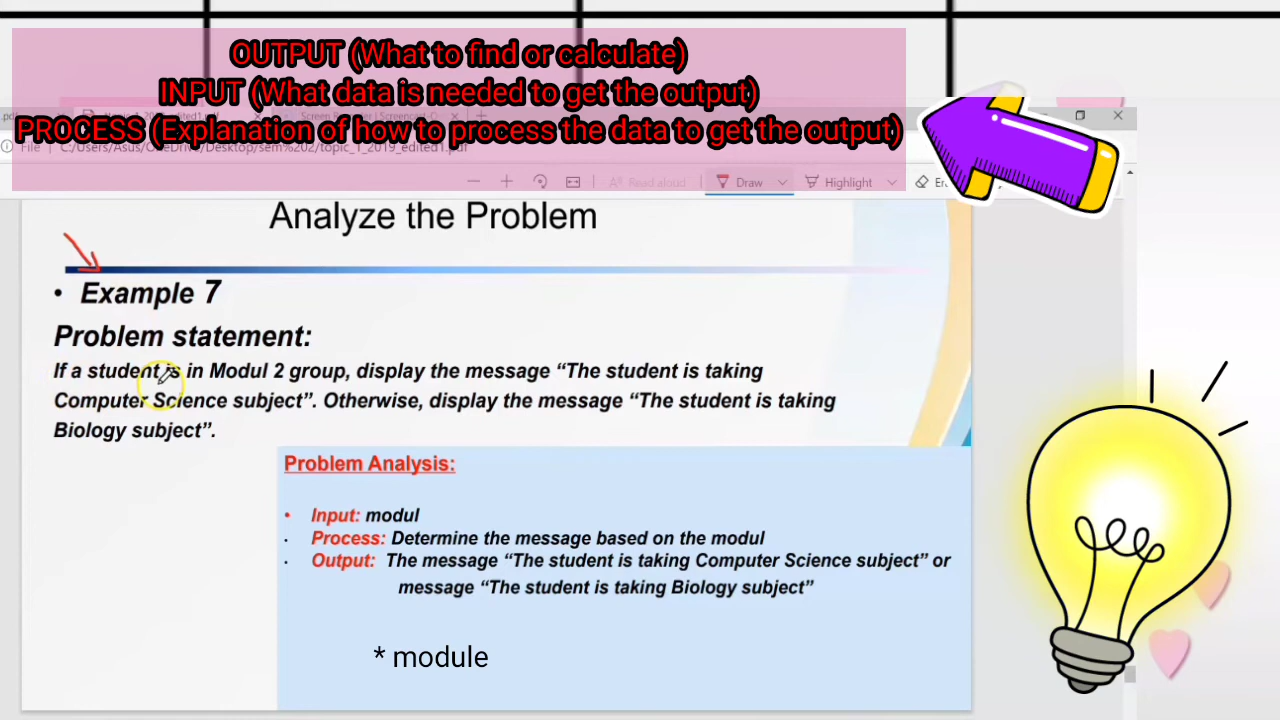 OUTPUT (What to find or calculate)
INPUT (What data is needed to get the output)
PROCESS (Explanation of how to process the data to get the output)
File C:/Users/Asus/OneDrive/Desktop/sem%202/topic_1_2019_edited1.pdf
Read aloud Draw Highlight
Analyze the Problem
• Example 7
Problem statement:
If a student is in Modul 2 group, display the message “The student is taking
Computer Science subject”. Otherwise, display the message “The student is taking
Biology subject”.
Problem Analysis:
• Input: modul
• Process: Determine the message based on the modul
• Output: The message “The student is taking Computer Science subject” or
message “The student is taking Biology subject”
* module